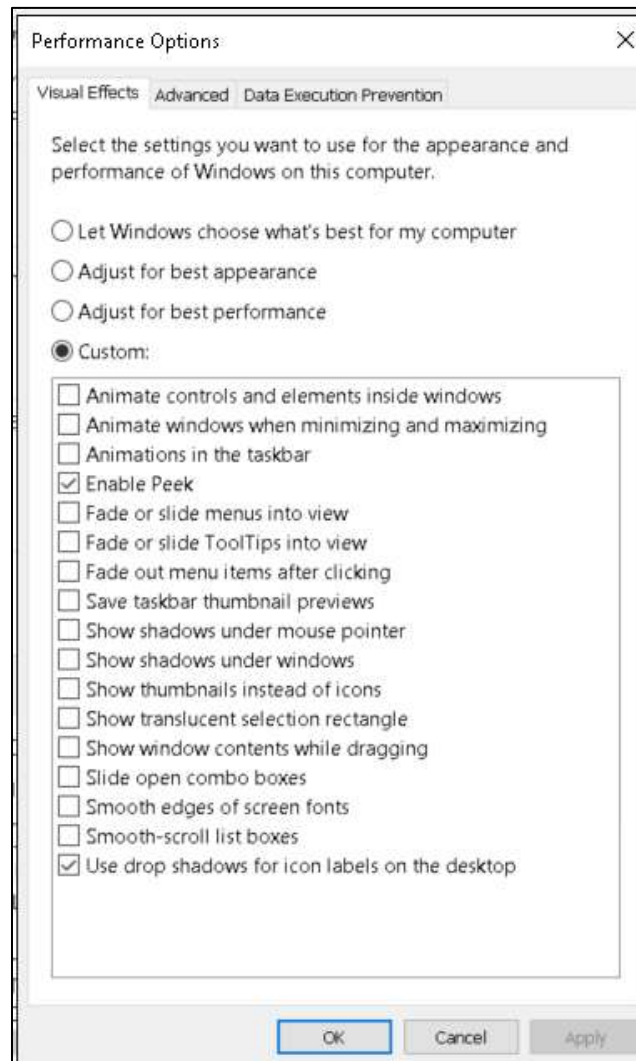 Performance Options
Visual Effects Advanced Data Execution Prevention
Select the settings you want to use for the appearance and
performance of Windows on this computer.
Let Windows choose what's best for my computer
Adjust for best appearance
Adjust for best performance
Custom:
Animate controls and elements inside windows
Animate windows when minimizing and maximizing
Animations in the taskbar
Enable Peek
Fade or slide menus into view
Fade or slide ToolTips into view
Fade out menu items after clicking
Save taskbar thumbnail previews
Show shadows under mouse pointer
Show shadows under windows
Show thumbnails instead of icons
Show translucent selection rectangle
Show window contents while dragging
Slide open combo boxes
Smooth edges of screen fonts
Smooth-scroll list boxes
Use drop shadows for icon labels on the desktop
OK Cancel Apply